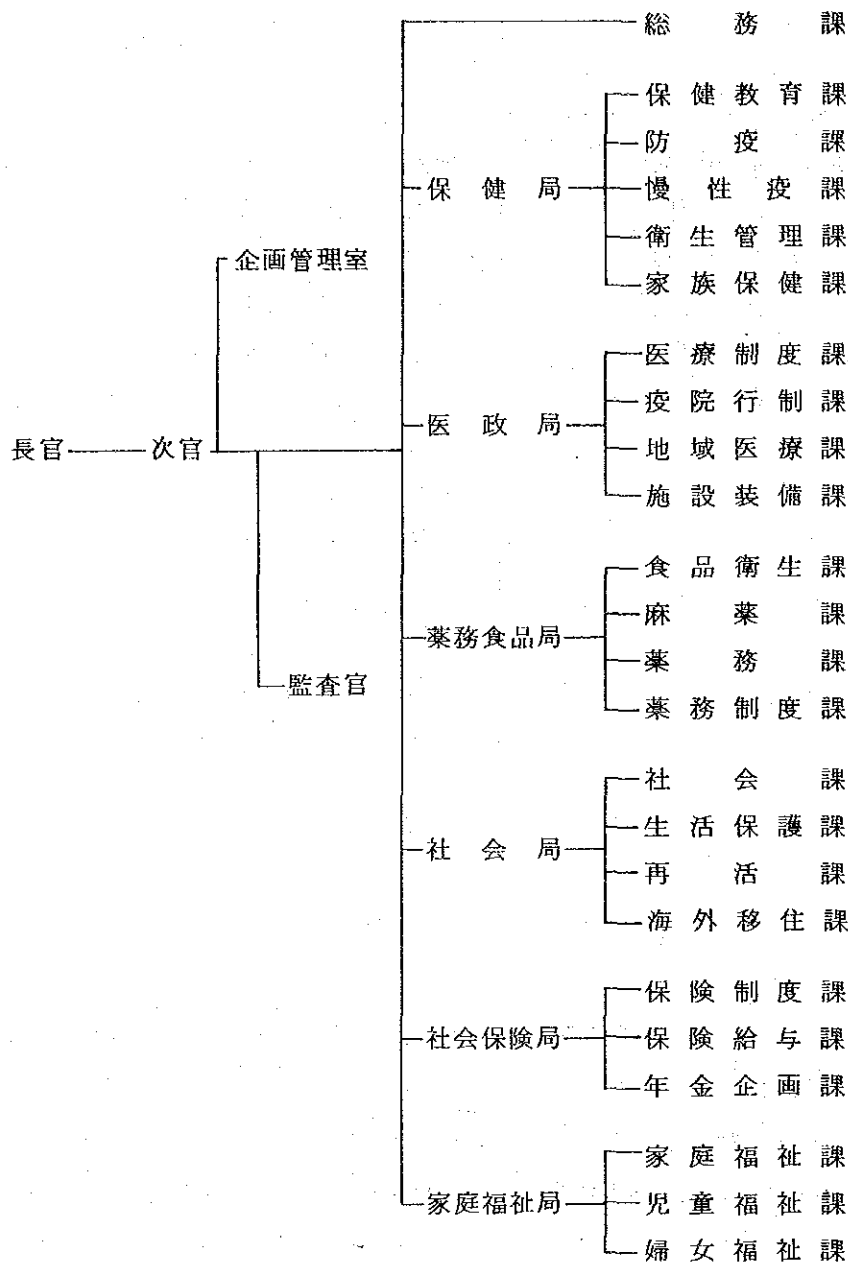 総務課
保健教育課
防疫課
保健局
慢性疫課
衛生管理課
企画管理室
家族保健課
医療制度課
疫院行制課
医政局
長官
次官
地域医療課
施設装備課
食品衛生課
麻薬課
薬務食品局
薬務課
監査官
薬務制度課
社会課
生活保護課
社会局
再活課
海外移住課
保険制度課
社会保険局
保険給与課
年金企画課
家庭福祉課
家庭福祉局
児童福祉課
婦女福祉課